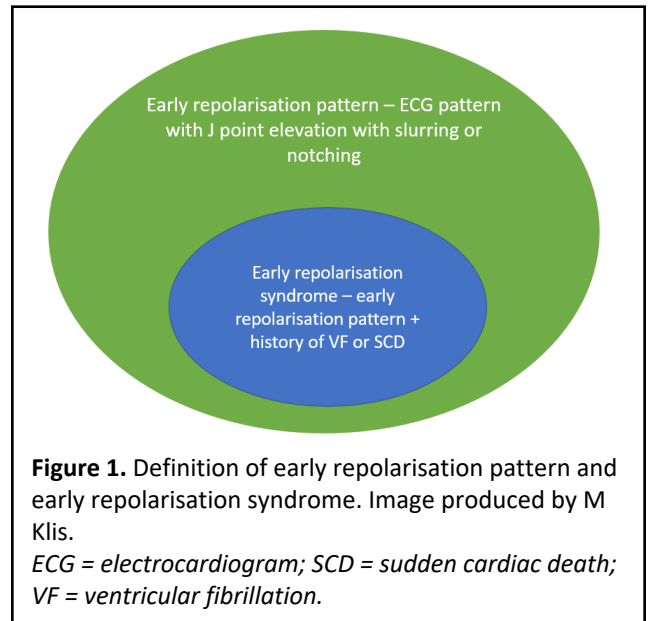 Early repolarisation pattern – ECG pattern
with J point elevation with slurring or
notching
Early repolarisation
syndrome – early
repolarisation pattern +
history of VF or SCD
Figure 1. Definition of early repolarisation pattern and
early repolarisation syndrome. Image produced by M
Klis.
ECG = electrocardiogram; SCD = sudden cardiac death;
VF = ventricular fibrillation.